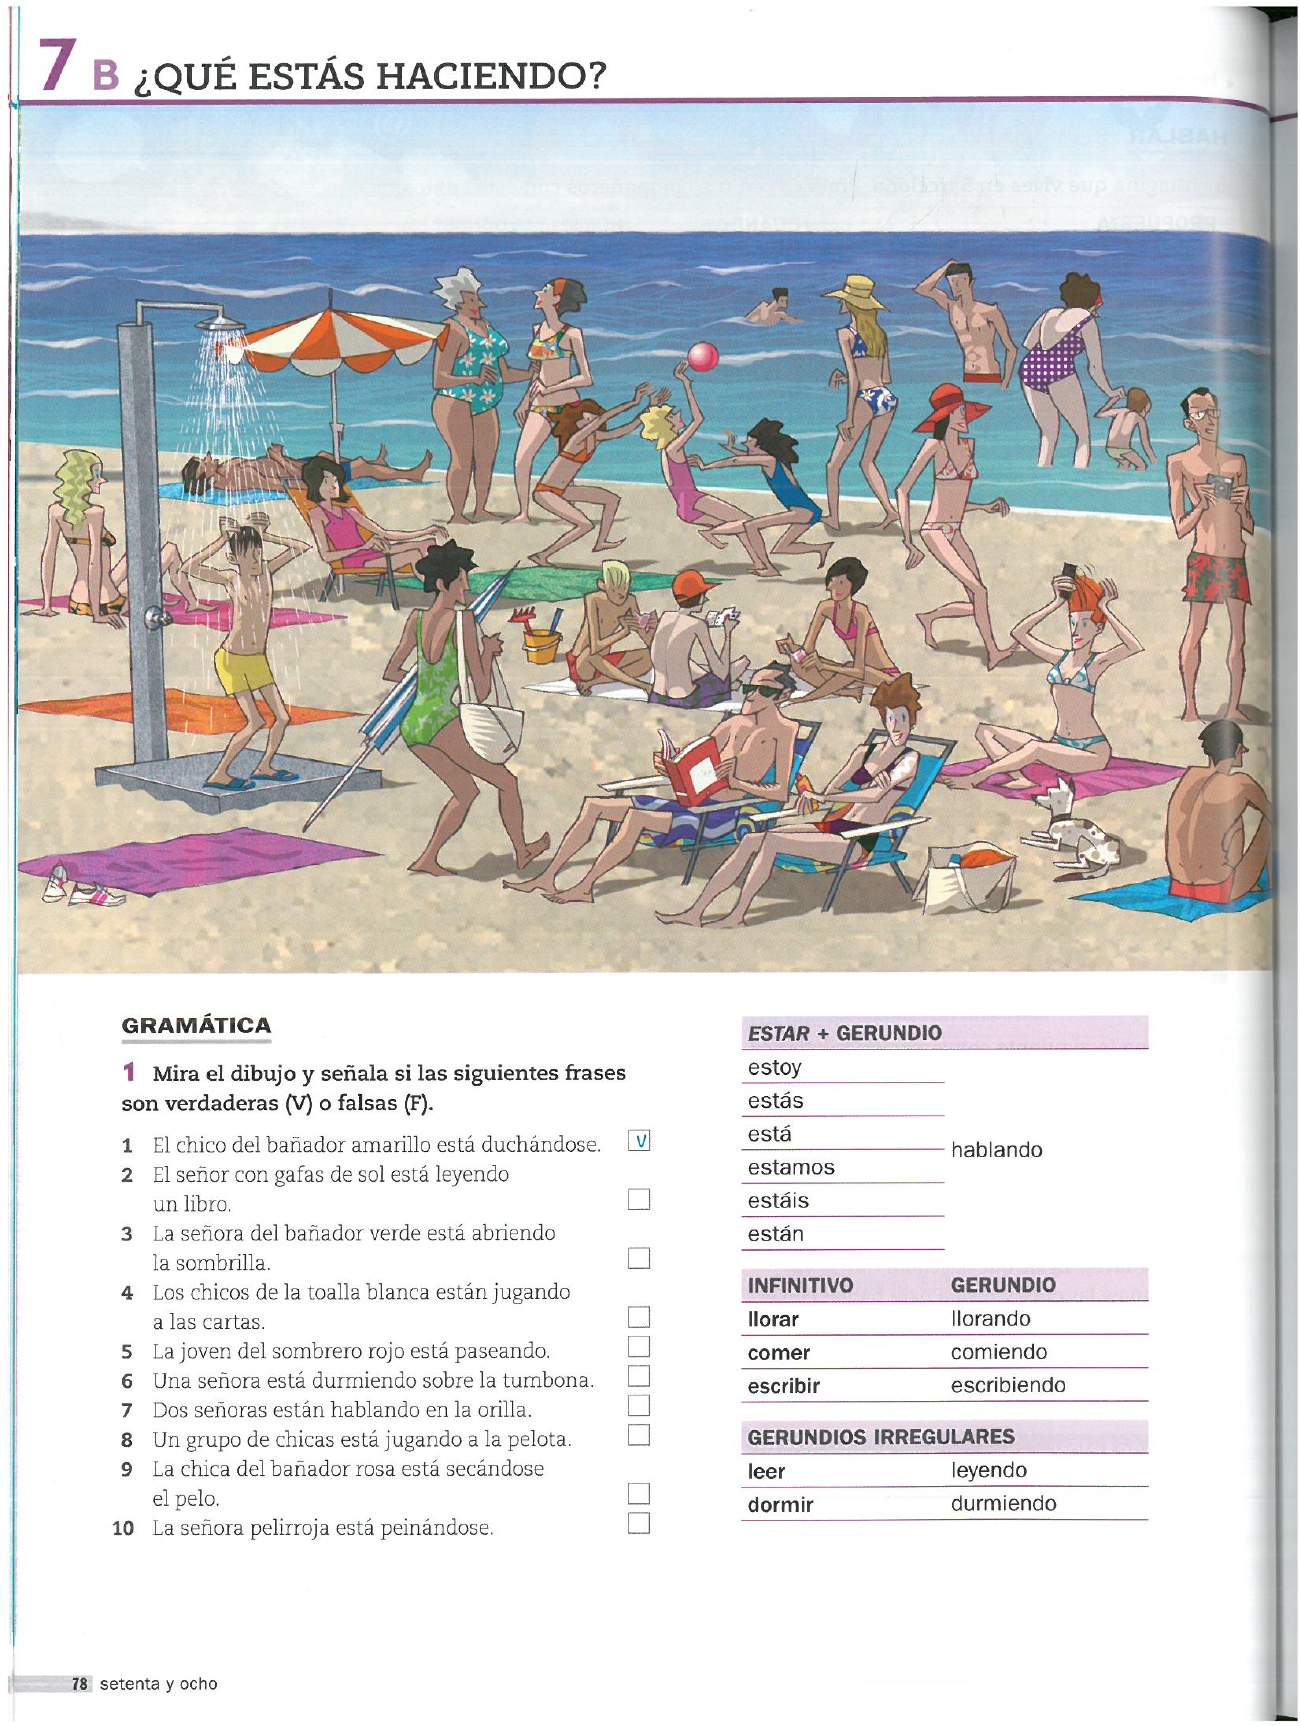 7 B ¿QUÉ ESTÁS HACIENDO?
GRAMÁTICA
1 Mira el dibujo y señala si las siguientes frases
son verdaderas (V) o falsas (F).
1 El chico del bañador amarillo está duchándose. V
2 El señor con gafas de sol está leyendo
un libro.
3 La señora del bañador verde está abriendo
la sombrilla.
4 Los chicos de la toalla blanca están jugando
a las cartas.
5 La joven del sombrero rojo está paseando.
6 Una señora está durmiendo sobre la tumbona.
7 Dos señoras están hablando en la orilla.
8 Un grupo de chicas está jugando a la pelota.
9 La chica del bañador rosa está secándose
el pelo.
10 La señora pelirroja está peinándose.
ESTAR + GERUNDIO
estoy
estás
está
hablando
estamos
estáis
están
INFINITIVO GERUNDIO
llorar llorando
comer comiendo
escribir escribiendo
GERUNDIOS IRREGULARES
leer leyendo
dormir durmiendo
78 setenta y ocho